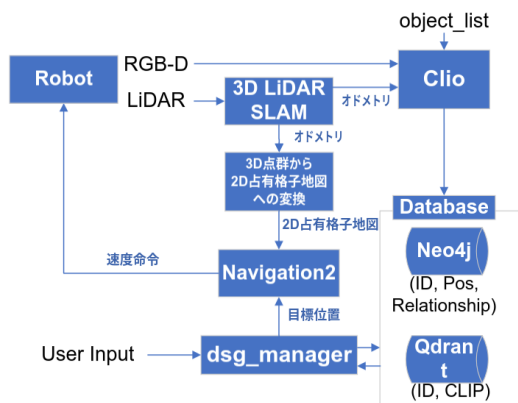 object_list
Robot
RGB-D
LiDAR
3D LiDAR
SLAM
オドメトリ
Clio
オドメトリ
3D点群から
2D占有格子地図
への変換
2D占有格子地図
Database
Neo4j
(ID, Pos,
Relationship)
速度命令
Navigation2
目標位置
User Input
dsg_manager
Qdran
t
(ID, CLIP)